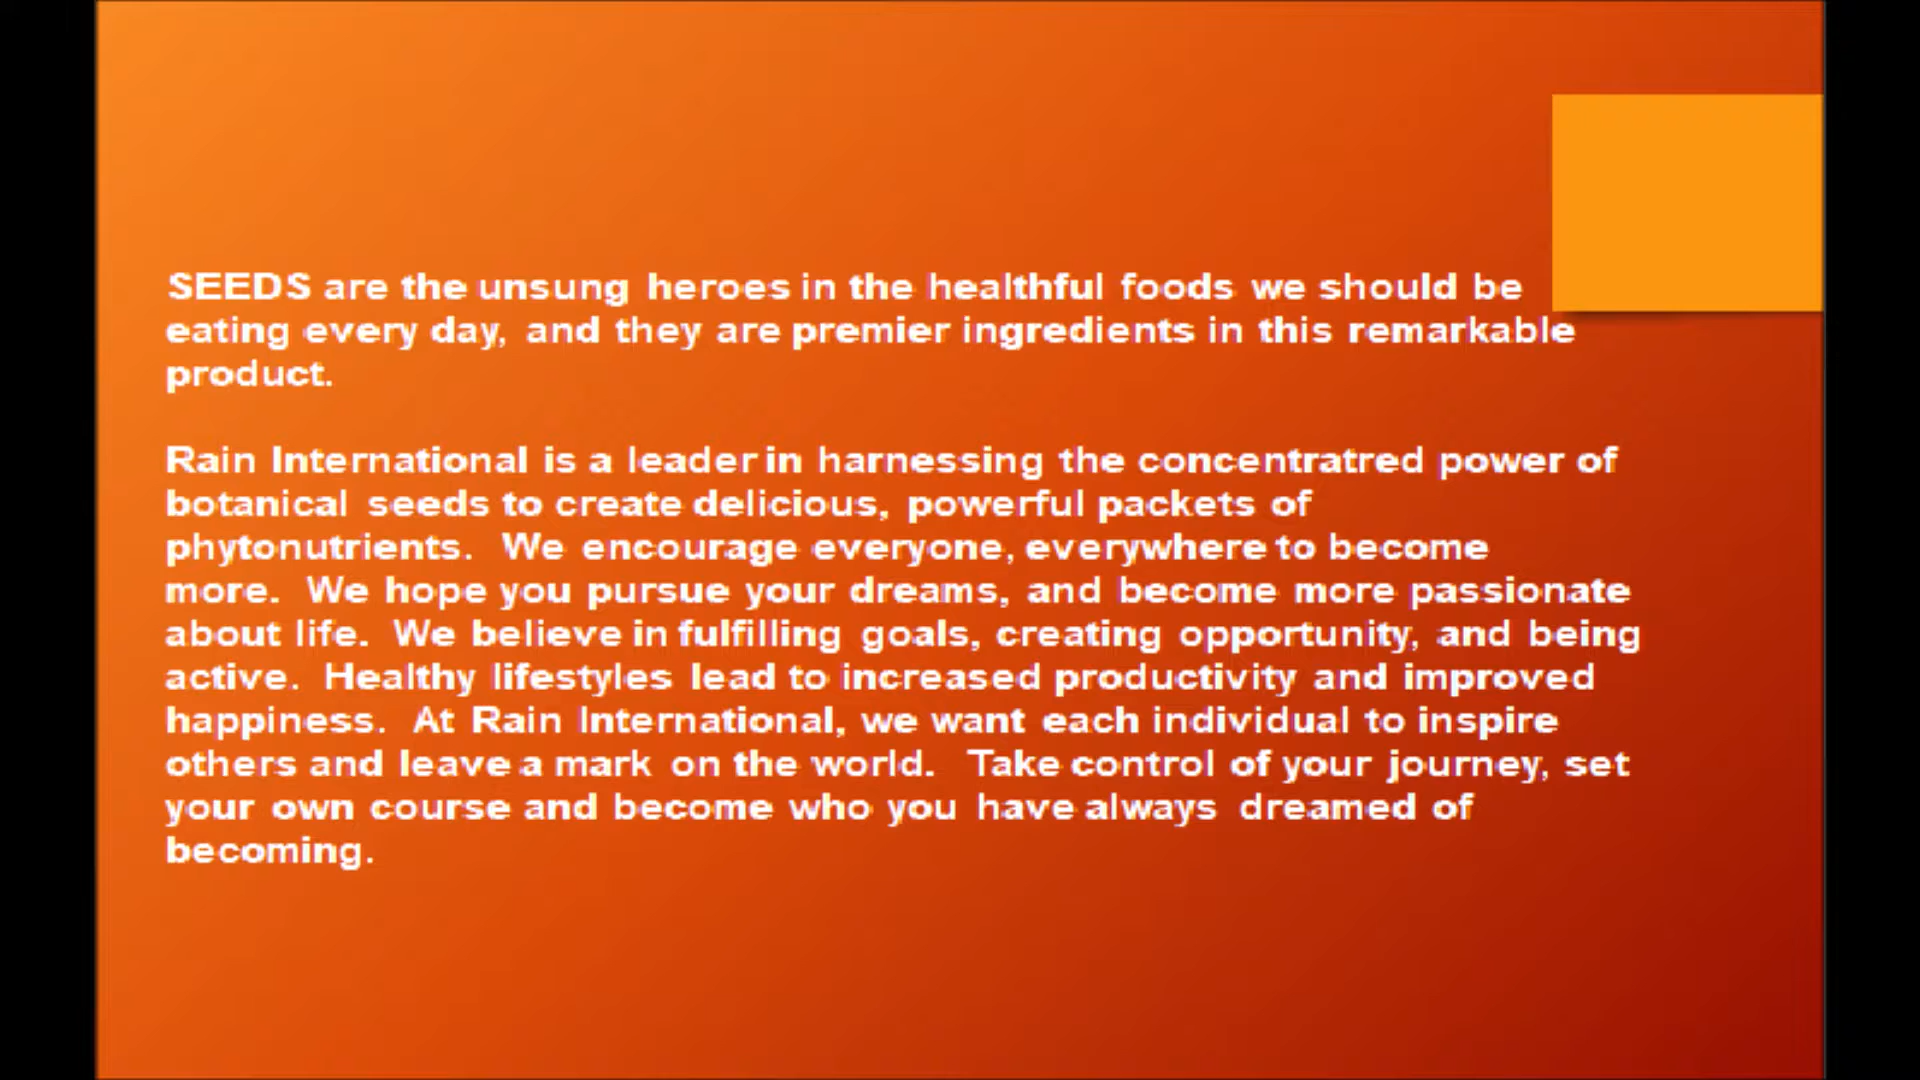 SEEDS are the unsung heroes in the healthful foods we should be
eating every day, and they are premier ingredients in this remarkable
product.
Rain International is a leader in harnessing the concentratred power of
botanical seeds to create delicious, powerful packets of
phytonutrients. We encourage everyone, everywhere to become
more. We hope you pursue your dreams, and become more passionate
about life. We believe in fulfilling goals, creating opportunity, and being
active. Healthy lifestyles lead to increased productivity and improved
happiness. At Rain International, we want each individual to inspire
others and leave a mark on the world. Take control of your journey, set
your own course and become who you have always dreamed of
becoming.